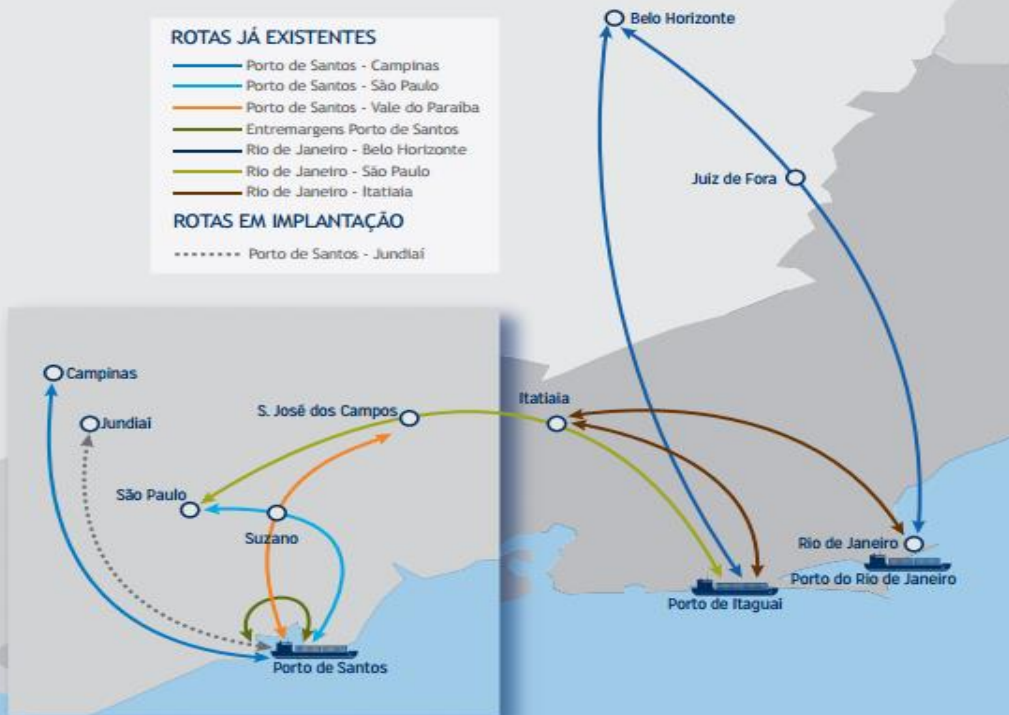 ROTAS JÁ EXISTENTES
Porto de Santos - Campinas
Porto de Santos - São Paulo
Porto de Santos - Vale do Paraíba
Entremargens Porto de Santos
Rio de Janeiro - Belo Horizonte
Rio de Janeiro - São Paulo
Rio de Janeiro - Itatiaia
ROTAS EM IMPLANTAÇÃO
Porto de Santos - Jundiaí
Belo Horizonte
Juiz de Fora
Campinas
Jundiaí
S. José dos Campos
Itatiaia
São Paulo
Suzano
Rio de Janeiro
Porto do Rio de Janeiro
Porto de Itaguai
Porto de Santos